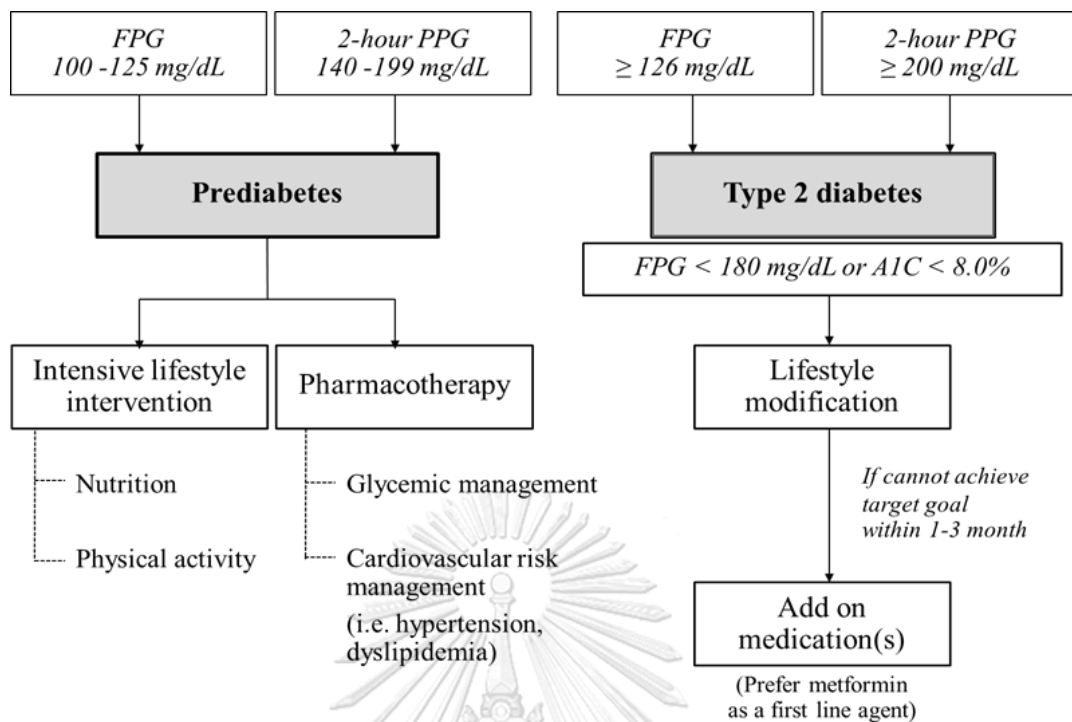 FPG
100 -125 mg/dL
2-hour PPG
140 -199 mg/dL
FPG
≥ 126 mg/dL
2-hour PPG
≥ 200 mg/dL
Prediabetes
Type 2 diabetes
FPG < 180 mg/dL or A1C < 8.0%
Intensive lifestyle
intervention
Pharmacotherapy
Lifestyle
modification
Nutrition
Physical activity
Glycemic management
Cardiovascular risk
management
(i.e. hypertension,
dyslipidemia)
If cannot achieve
target goal
within 1-3 month
Add on
medication(s)
(Prefer metformin
as a first line agent)